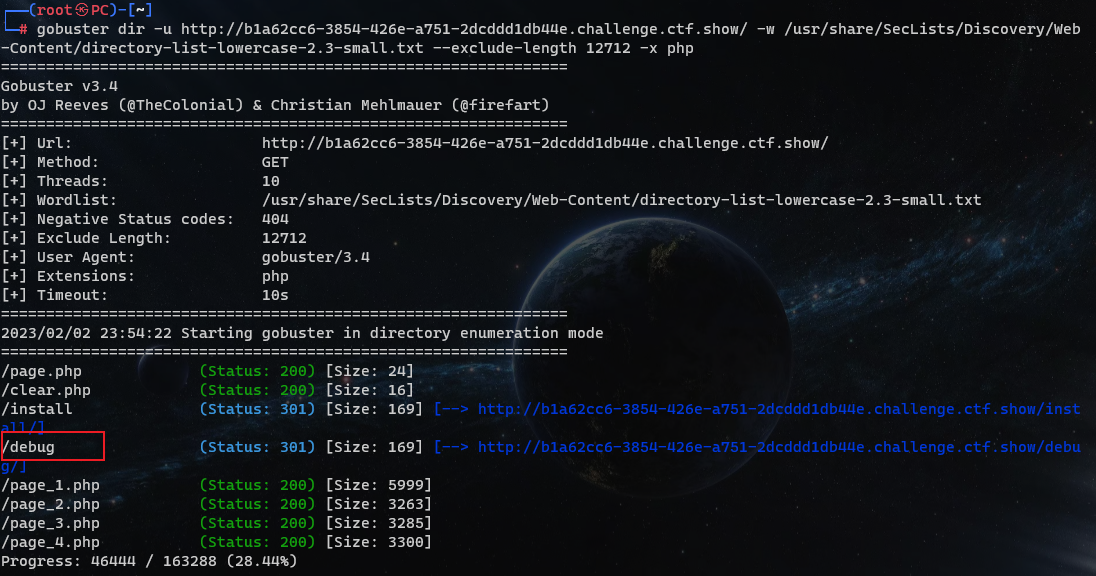 ┌──(root㉿PC)-[~]
└─# gobuster dir -u http://b1a62cc6-3854-426e-a751-2dcddd1db44e.challenge.ctf.show/ -w /usr/share/SecLists/Discovery/Web
-Content/directory-list-lowercase-2.3-small.txt --exclude-length 12712 -x php
===============================================================
Gobuster v3.4
by OJ Reeves (@TheColonial) & Christian Mehlmauer (@firefart)
===============================================================
[+] Url:                     http://b1a62cc6-3854-426e-a751-2dcddd1db44e.challenge.ctf.show/
[+] Method:                  GET
[+] Threads:                 10
[+] Wordlist:                /usr/share/SecLists/Discovery/Web-Content/directory-list-lowercase-2.3-small.txt
[+] Negative Status codes:   404
[+] Exclude Length:          12712
[+] User Agent:              gobuster/3.4
[+] Extensions:              php
[+] Timeout:                 10s
===============================================================
2023/02/02 23:54:22 Starting gobuster in directory enumeration mode
===============================================================
/page.php             (Status: 200) [Size: 24]
/clear.php            (Status: 200) [Size: 16]
/install              (Status: 301) [Size: 169] [--> http://b1a62cc6-3854-426e-a751-2dcddd1db44e.challenge.ctf.show/inst
all/]
/debug                (Status: 301) [Size: 169] [--> http://b1a62cc6-3854-426e-a751-2dcddd1db44e.challenge.ctf.show/debu
g/]
/page_1.php           (Status: 200) [Size: 5999]
/page_2.php           (Status: 200) [Size: 3263]
/page_3.php           (Status: 200) [Size: 3285]
/page_4.php           (Status: 200) [Size: 3300]
Progress: 46444 / 163288 (28.44%)